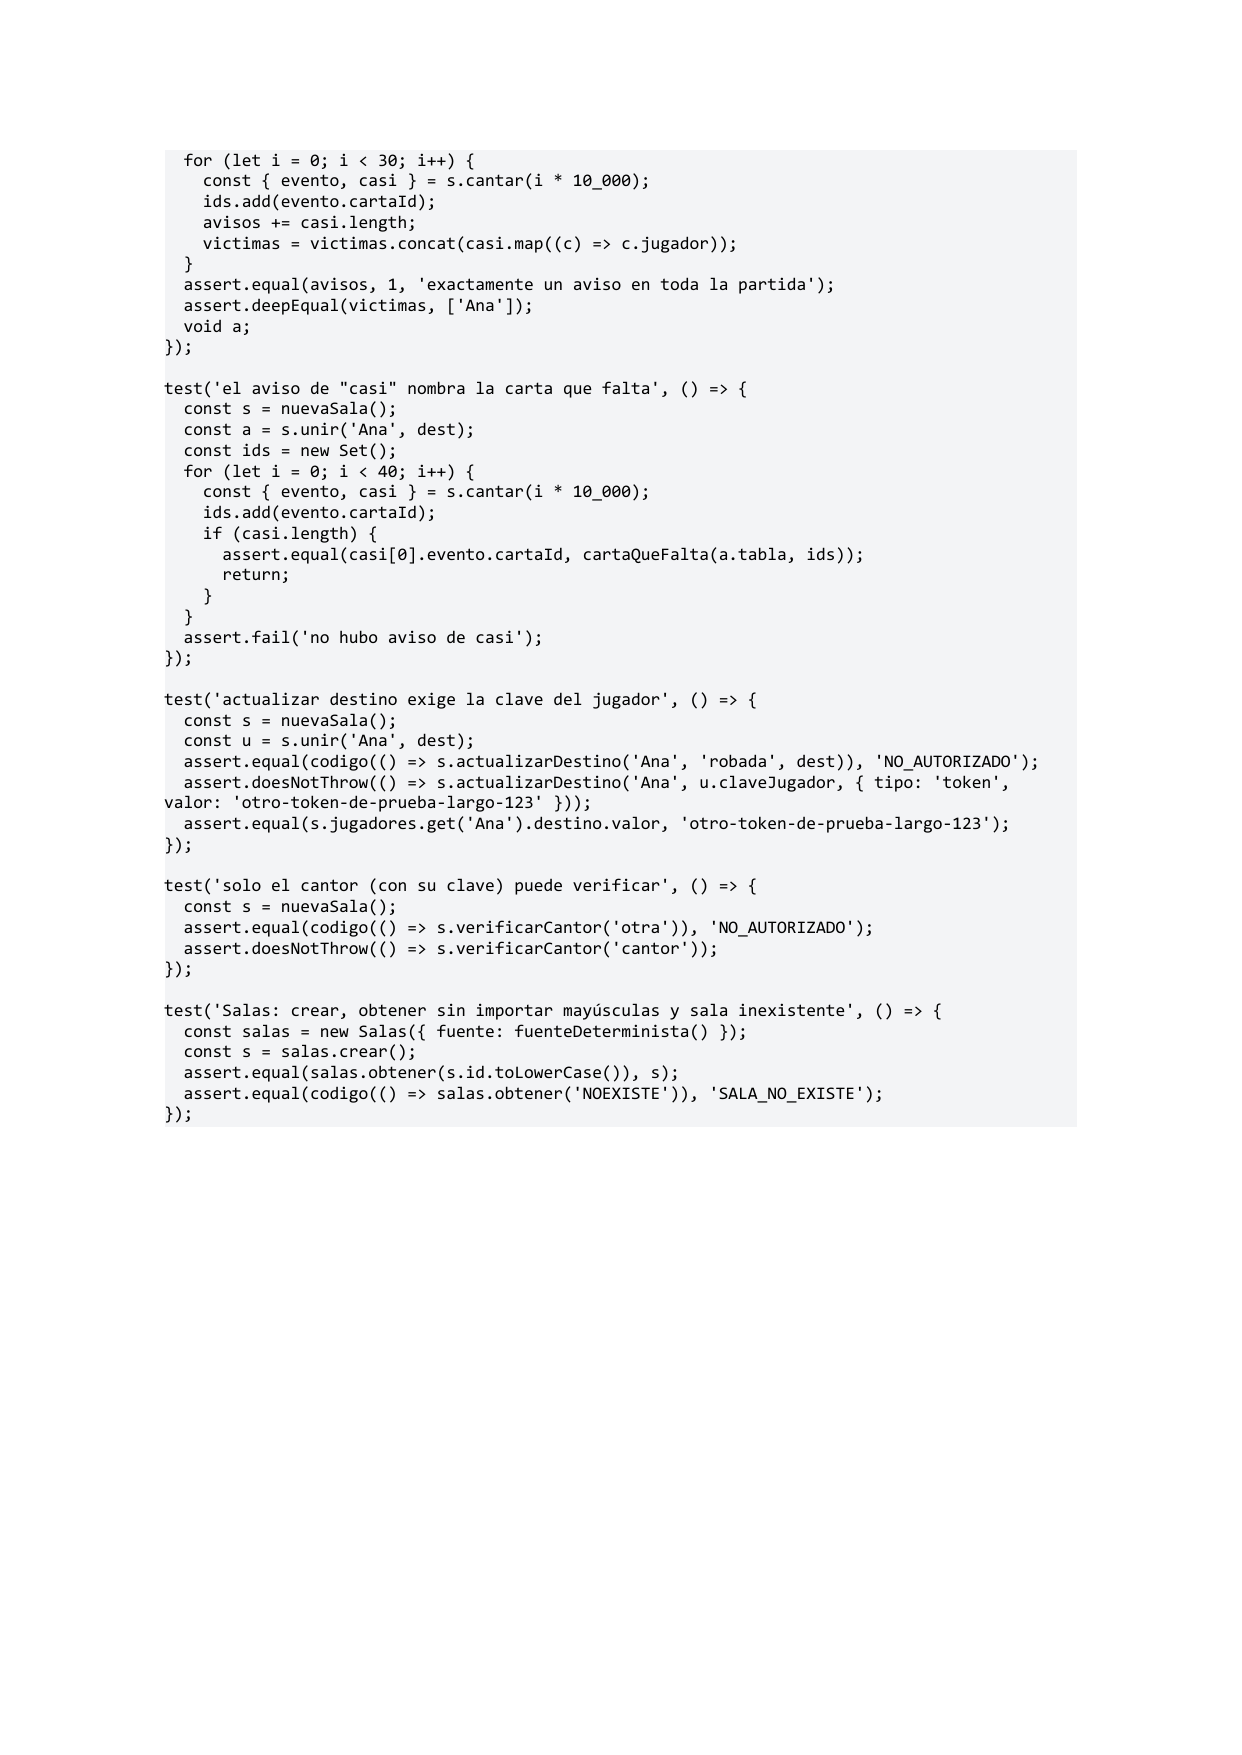 for (let i = 0; i < 30; i++) {
    const { evento, casi } = s.cantar(i * 10_000);
    ids.add(evento.cartaId);
    avisos += casi.length;
    victimas = victimas.concat(casi.map((c) => c.jugador));
  }
  assert.equal(avisos, 1, 'exactamente un aviso en toda la partida');
  assert.deepEqual(victimas, ['Ana']);
  void a;
});

test('el aviso de "casi" nombra la carta que falta', () => {
  const s = nuevaSala();
  const a = s.unir('Ana', dest);
  const ids = new Set();
  for (let i = 0; i < 40; i++) {
    const { evento, casi } = s.cantar(i * 10_000);
    ids.add(evento.cartaId);
    if (casi.length) {
      assert.equal(casi[0].evento.cartaId, cartaQueFalta(a.tabla, ids));
      return;
    }
  }
  assert.fail('no hubo aviso de casi');
});

test('actualizar destino exige la clave del jugador', () => {
  const s = nuevaSala();
  const u = s.unir('Ana', dest);
  assert.equal(codigo(() => s.actualizarDestino('Ana', 'robada', dest)), 'NO_AUTORIZADO');
  assert.doesNotThrow(() => s.actualizarDestino('Ana', u.claveJugador, { tipo: 'token',
valor: 'otro-token-de-prueba-largo-123' }));
  assert.equal(s.jugadores.get('Ana').destino.valor, 'otro-token-de-prueba-largo-123');
});

test('solo el cantor (con su clave) puede verificar', () => {
  const s = nuevaSala();
  assert.equal(codigo(() => s.verificarCantor('otra')), 'NO_AUTORIZADO');
  assert.doesNotThrow(() => s.verificarCantor('cantor'));
});

test('Salas: crear, obtener sin importar mayúsculas y sala inexistente', () => {
  const salas = new Salas({ fuente: fuenteDeterminista() });
  const s = salas.crear();
  assert.equal(salas.obtener(s.id.toLowerCase()), s);
  assert.equal(codigo(() => salas.obtener('NOEXISTE')), 'SALA_NO_EXISTE');
});